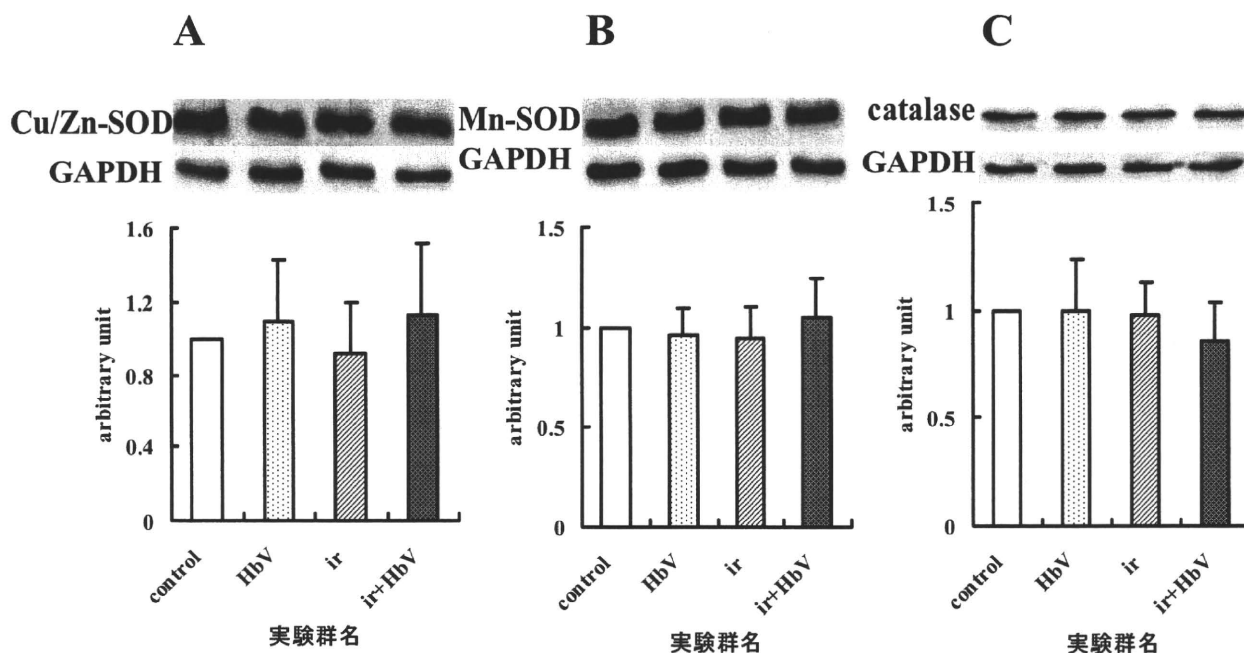 A
Cu/Zn-SOD
GAPDH
1.6
1.2
0.8
0.4
0
arbitrary unit
control
HbV
ir
ir+HbV
実験群名
B
Mn-SOD
GAPDH
1.5
1
0.5
0
arbitrary unit
control
HbV
ir
ir+HbV
実験群名
C
catalase
GAPDH
1.5
1
0.5
0
arbitrary unit
control
HbV
ir
ir+HbV
実験群名